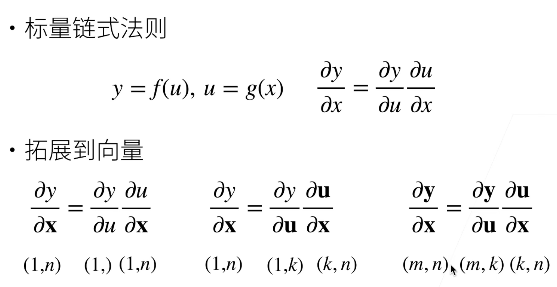 • 标量链式法则
y = f(u), u = g(x) ∂y/∂x = ∂y/∂u ∂u/∂x
• 拓展到向量
∂y/∂𝐱 = ∂y/∂u ∂u/∂𝐱 ∂y/∂𝐱 = ∂y/∂𝐮 ∂𝐮/∂𝐱 ∂𝐲/∂𝐱 = ∂𝐲/∂𝐮 ∂𝐮/∂𝐱
(1,n) (1,) (1,n) (1,n) (1,k) (k, n) (m, n) (m, k) (k, n)